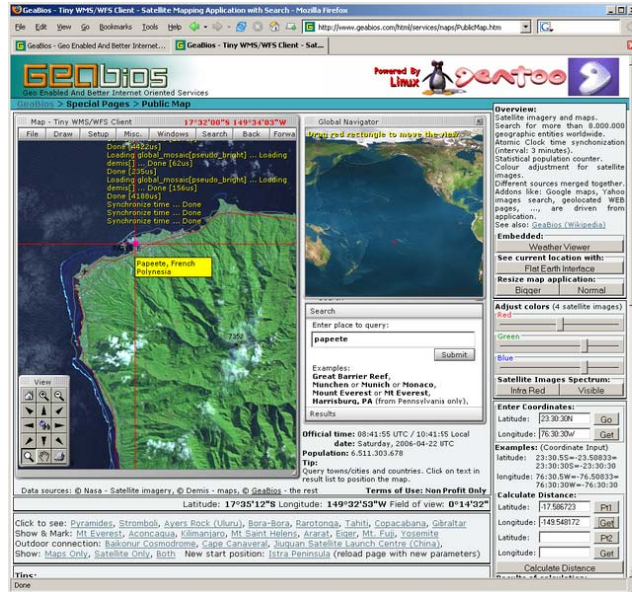 GeaBios - Tiny WMS/WFS Client - Satellite Mapping Application with Search - Mozilla Firefox
File Edit View Go Bookmarks Tools Help
http://www.geabios.com/html/services/maps/PublicMap.htm
GeaBios - Geo Enabled And Better Internet...
GeaBios - Tiny WMS/WFS Client - Sat...
GEAbios
Geo Enabled And Better Internet Oriented Services
Powered By
Linux
gentoo
GeaBios > Special Pages > Public Map
Map - Tiny WMS/WFS Client 17°32'00"S 149°34'03"W
File Draw Setup Misc. Windows Search Back Forwa
Done [4422us]
Loading global_mosaic[pseudo_bright] ... Loading
demis[] ... Done [62us]
Done [235us]
Loading global_mosaic[pseudo_bright] ... Loading
demis[] ... Done [156us]
Done [4188us]
Synchronize time ... Done
Synchronize time ... Done
Synchronize time ... Done
Papeete, French
Polynesia
View
Global Navigator
Drag red rectangle to move the view
Search
Enter place to query:
papeete
Submit
Examples:
Great Barrier Reef,
Munchen or Munich or Monaco,
Mount Everest or Mt Everest,
Harrisburg, PA (from Pennsylvania only),
Results
Official time: 08:41:55 UTC / 10:41:55 Local
date: Saturday, 2006-04-22 UTC
Population: 6.511.303.678
Tip:
Query towns/cities and countries. Click on text in
result list to position the map.
Data sources: © Nasa - Satellite imagery, © Demis - maps, © GeaBios - the rest
Terms of Use: Non Profit Only
Latitude: 17°35'12"S Longitude: 149°32'53"W Field of view: 0°14'32"
Click to see: Pyramides, Stromboli, Ayers Rock (Uluru), Bora-Bora, Rarotonga, Tahiti, Copacabana, Gibraltar
Show & Mark: Mt Everest, Aconcagua, Kilimanjaro, Mt Saint Helens, Ararat, Eiger, Mt. Fuji, Yosemite
Outdoor connection: Baikonur Cosmodrome, Cape Canaveral, Jiuquan Satellite Launch Centre (China),
Show: Maps Only, Satellite Only, Both New start position: Istra Peninsula (reload page with new parameters)
Tips:
Overview:
Satellite imagery and maps.
Search for more than 8.000.000
geographic entities worldwide.
Atomic Clock time synchonization
(interval: 3 minutes).
Statistical population counter.
Colour adjustment for satellite
images.
Different sources merged together.
Addons like: Google maps, Yahoo
images search, geolocated WEB
pages, ..., are driven from
application.
See also: GeaBios (Wikipedia)
Embedded:
Weather Viewer
See current location with:
Flat Earth Interface
Resize map application:
Bigger Normal
Adjust colors (4 satellite images)
Red
Green
Blue
Satellite Images Spectrum:
Infra Red Visible
Enter Coordinates:
Latitude: 23:30:30N Go
Longitude: 76:30:30W Get
Examples: (Coordinate Input)
latitude: 23:30.5S=-23.50833=
23:30:30S=-23:30:30
longitude: 76:30.5W=-76.50833=
76:30:30W=-76:30:30
Calculate Distance:
Latitude: -17.586723 Pt1
Longitude: -149.548172 Get
Latitude: Pt2
Longitude: Get
Calculate Distance
Results of calculation:
Done